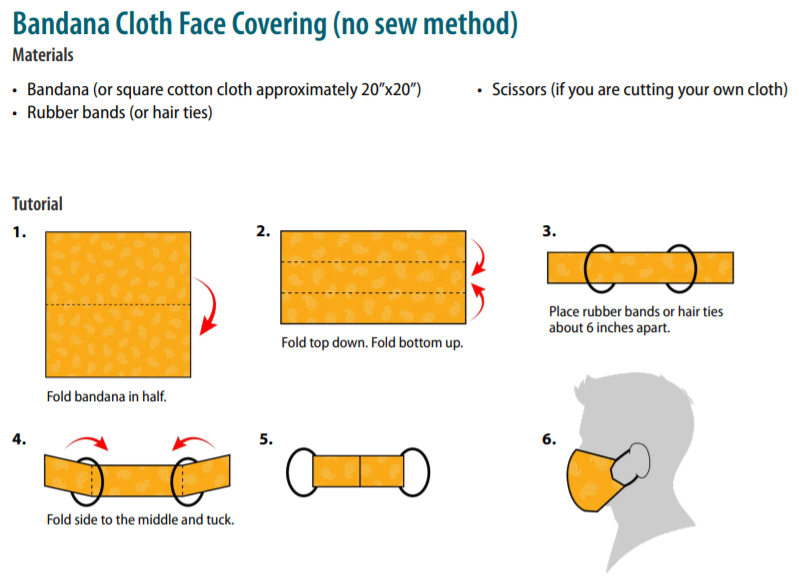 Bandana Cloth Face Covering (no sew method)
Materials
• Bandana (or square cotton cloth approximately 20”x20”)
• Rubber bands (or hair ties)
• Scissors (if you are cutting your own cloth)
Tutorial
1.
Fold bandana in half.
2.
Fold top down. Fold bottom up.
3.
Place rubber bands or hair ties
about 6 inches apart.
4.
Fold side to the middle and tuck.
5.
6.